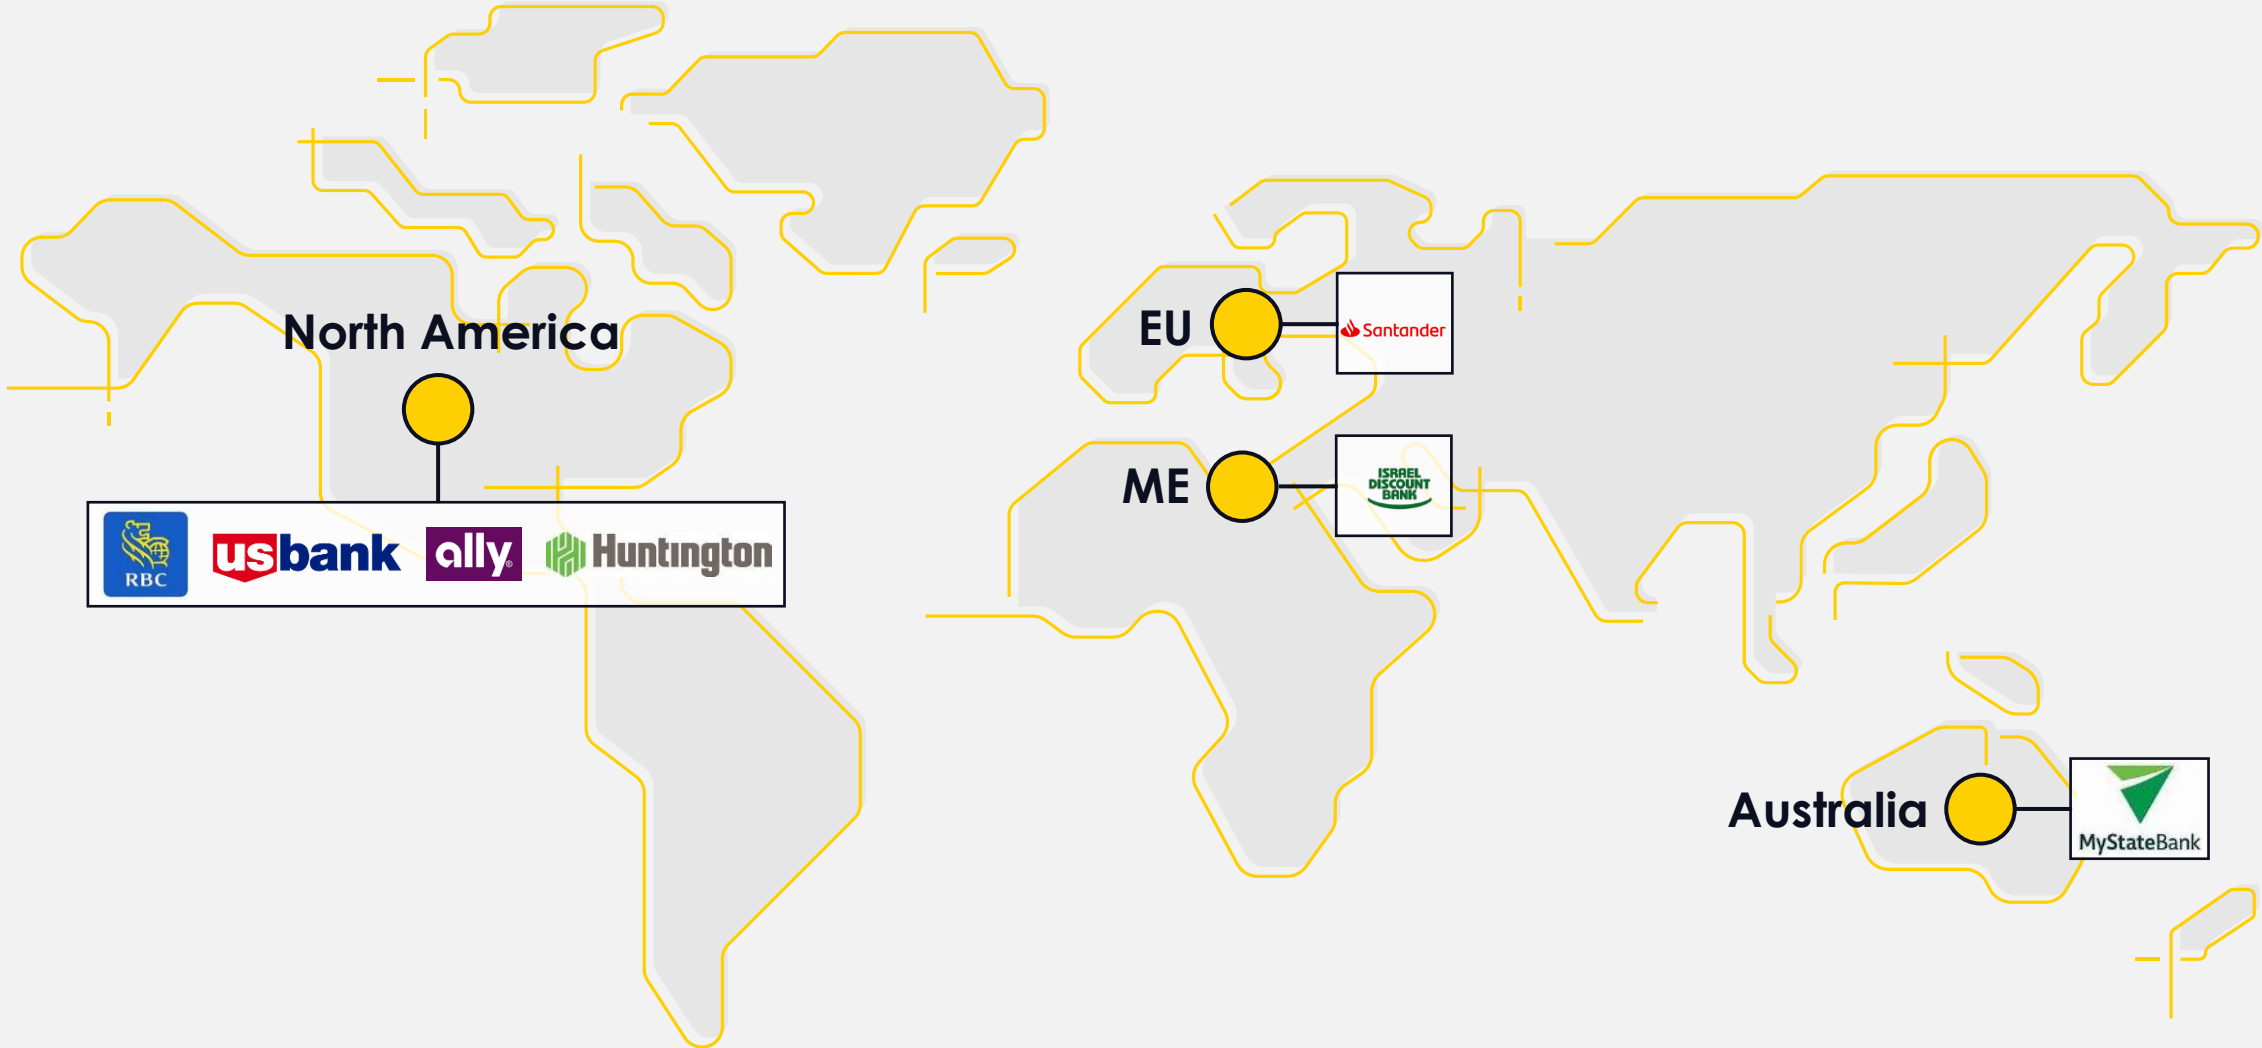 North America
RBC
usbank
ally
Huntington
EU
Santander
ME
ISRAEL
DISCOUNT
BANK
Australia
MyStateBank